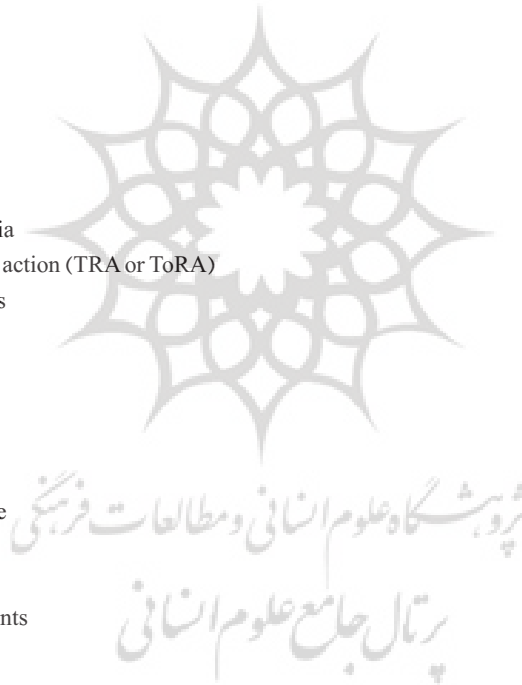 ia
action (TRA or ToRA)
s
e
پژوهشگاه علوم انسانی و مطالعات فرهنگی
nts
پرتال جامع علوم انسانی